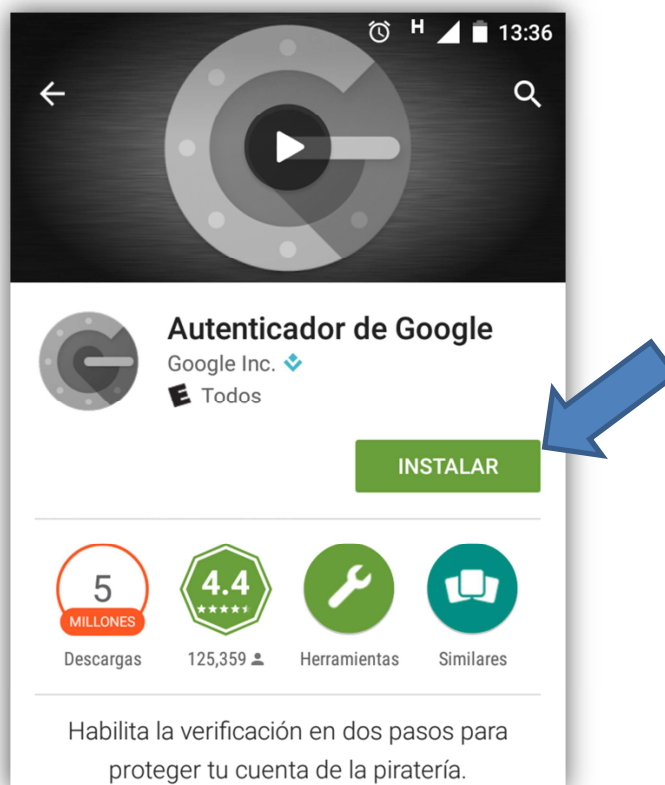 H 13:36
Autenticador de Google
Google Inc.
E Todos
INSTALAR
5
MILLONES
Descargas
4.4
125,359
Herramientas
Similares
Habilita la verificación en dos pasos para
proteger tu cuenta de la piratería.